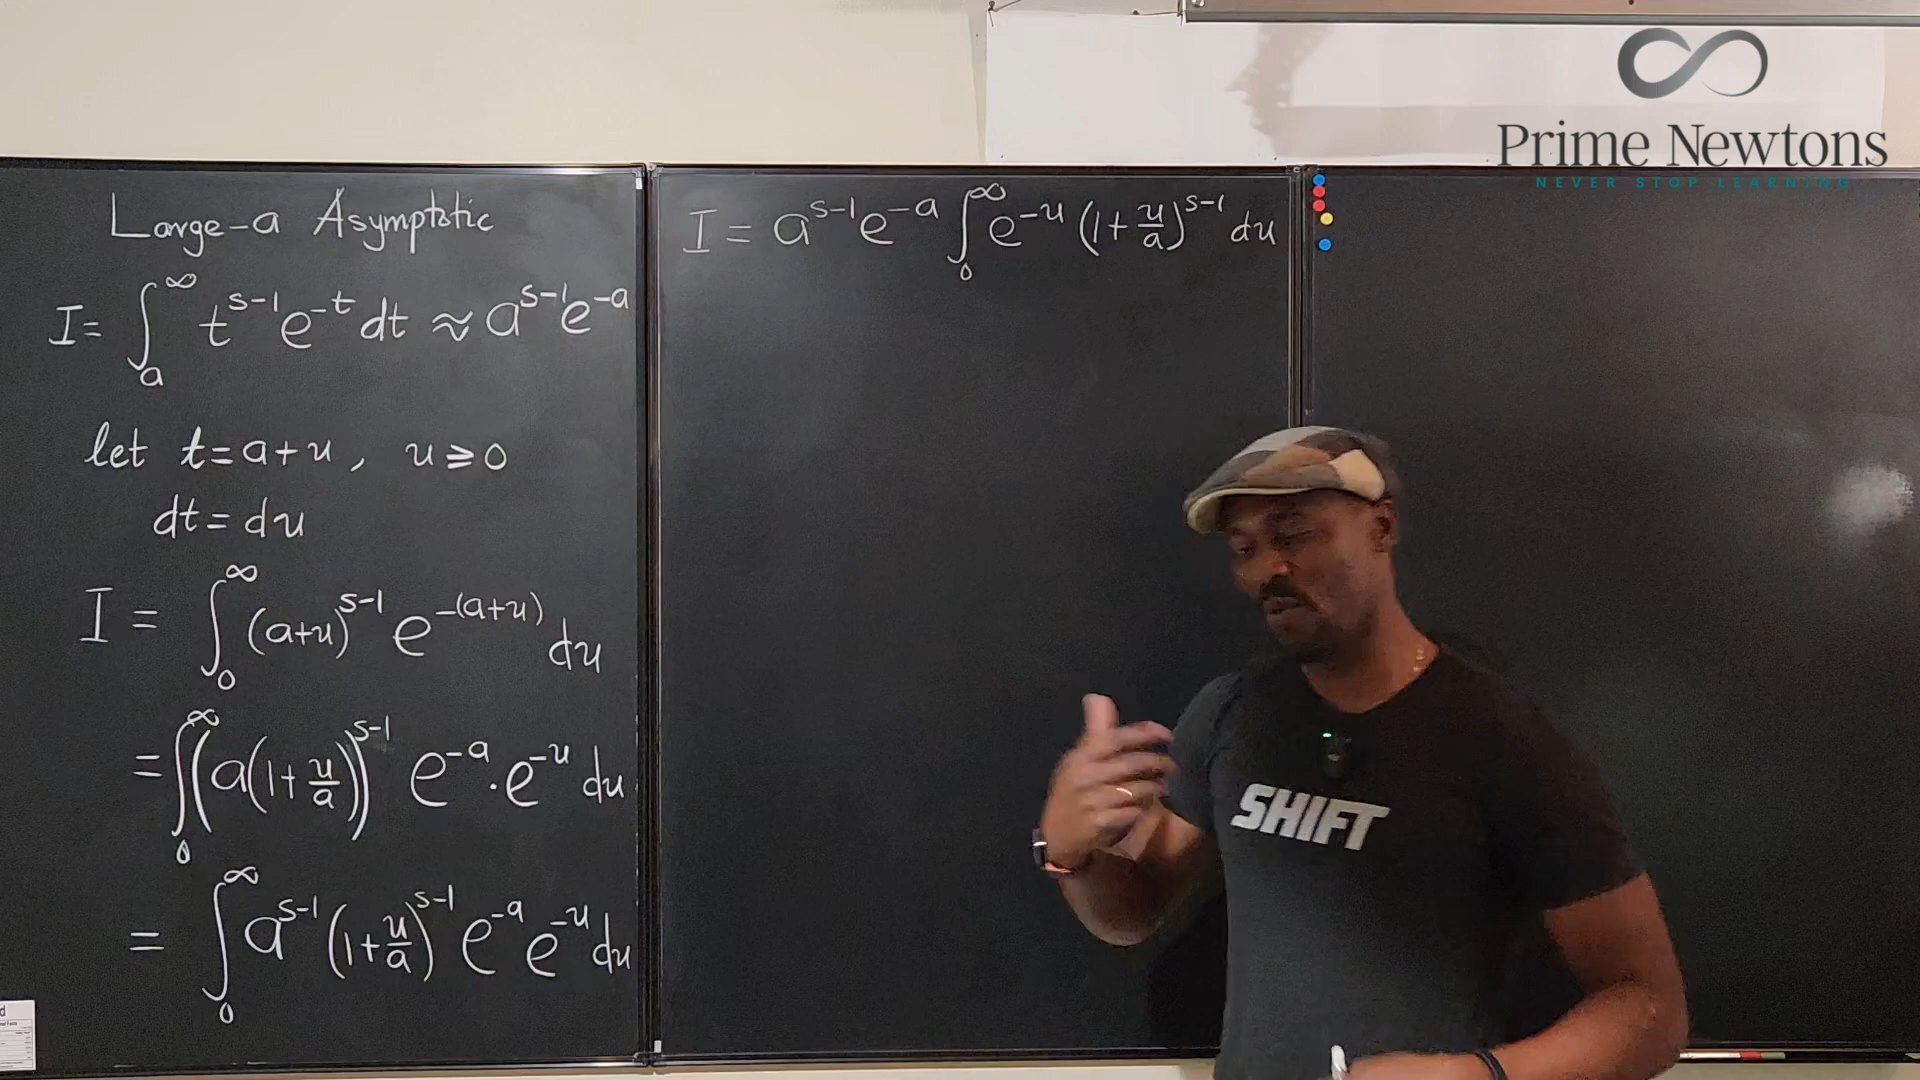 Prime Newtons
NEVER STOP LEARNING
Large-a Asymptotic
I = ∫_a^∞ t^{s-1} e^{-t} dt ≈ a^{s-1} e^{-a}
let t = a+u, u ≥ 0
dt = du
I = ∫_0^∞ (a+u)^{s-1} e^{-(a+u)} du
= ∫_0^∞ (a(1+u/a))^{s-1} e^{-a} · e^{-u} du
= ∫_0^∞ a^{s-1} (1+u/a)^{s-1} e^{-a} e^{-u} du
I = a^{s-1} e^{-a} ∫_0^∞ e^{-u} (1+u/a)^{s-1} du
SHIFT